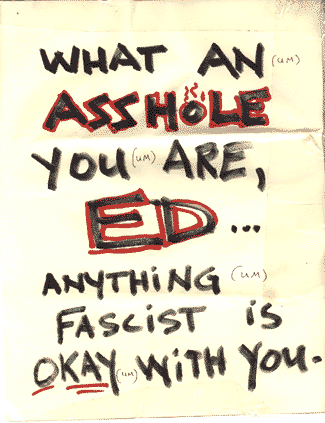 WHAT AN (UM)
ASSHOLE
YOU (UM) ARE,
ED...
ANYTHING (UM)
FASCIST IS
OKAY (UM) WITH YOU.